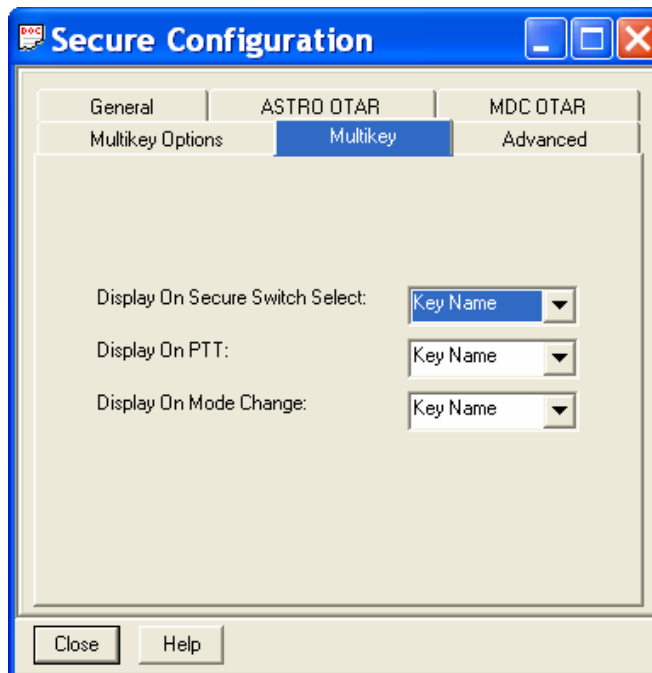 DOC Secure Configuration
General ASTRO OTAR MDC OTAR
Multikey Options Multikey Advanced
Display On Secure Switch Select: Key Name
Display On PTT: Key Name
Display On Mode Change: Key Name
Close Help